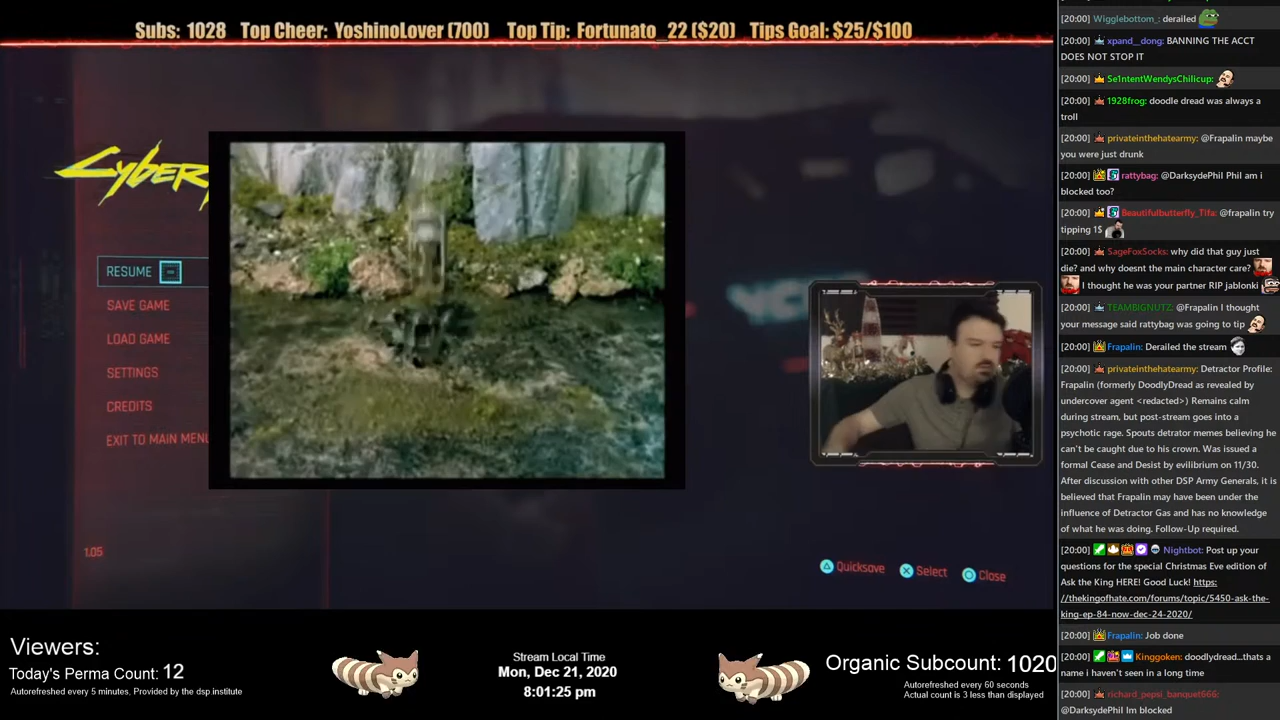 Subs: 1028 Top Cheer: YoshinoLover (700) Top Tip: Fortunato_22 ($20) Tips Goal: $25/$100
Cyber
RESUME
SAVE GAME
LOAD GAME
SETTINGS
CREDITS
EXIT TO MAIN MENU
1.05
Quicksave Select Close
Viewers:
Today's Perma Count: 12
Autorefreshed every 5 minutes, Provided by the dsp institute
Stream Local Time
Mon, Dec 21, 2020
8:01:25 pm
Organic Subcount: 1020
Autorefreshed every 60 seconds
Actual count is 3 less than displayed
[20:00] Wigglebottom_: derailed
[20:00] xpand__dong: BANNING THE ACCT
DOES NOT STOP IT
[20:00] Se1ntentWendysChilicup:
[20:00] 1928frog: doodle dread was always a
troll
[20:00] privateinthehatearmy: @Frapalin maybe
you were just drunk
[20:00] rattybag: @DarksydePhil Phil am i
blocked too?
[20:00] Beautifulbutterfly_Tifa: @frapalin try
tipping 1$
[20:00] SageFoxSocks: why did that guy just
die? and why doesnt the main character care?
I thought he was your partner RIP jablonki
[20:00] TEAMBIGNUTZ: @Frapalin I thought
your message said rattybag was going to tip
[20:00] Frapalin: Derailed the stream
[20:00] privateinthehatearmy: Detractor Profile:
Frapalin (formerly DoodlyDread as revealed by
undercover agent <redacted>) Remains calm
during stream, but post-stream goes into a
psychotic rage. Spouts detrator memes believing he
can't be caught due to his crown. Was issued a
formal Cease and Desist by evilibrium on 11/30.
After discussion with other DSP Army Generals, it is
believed that Frapalin may have been under the
influence of Detractor Gas and has no knowledge
of what he was doing. Follow-Up required.
[20:00] Nightbot: Post up your
questions for the special Christmas Eve edition of
Ask the King HERE! Good Luck! https:
//thekingofhate.com/forums/topic/5450-ask-the-
king-ep-84-now-dec-24-2020/
[20:00] Frapalin: Job done
[20:00] Kinggoken: doodlydread...thats a
name i haven't seen in a long time
[20:00] richard_pepsi_banquet666:
@DarksydePhil Im blocked